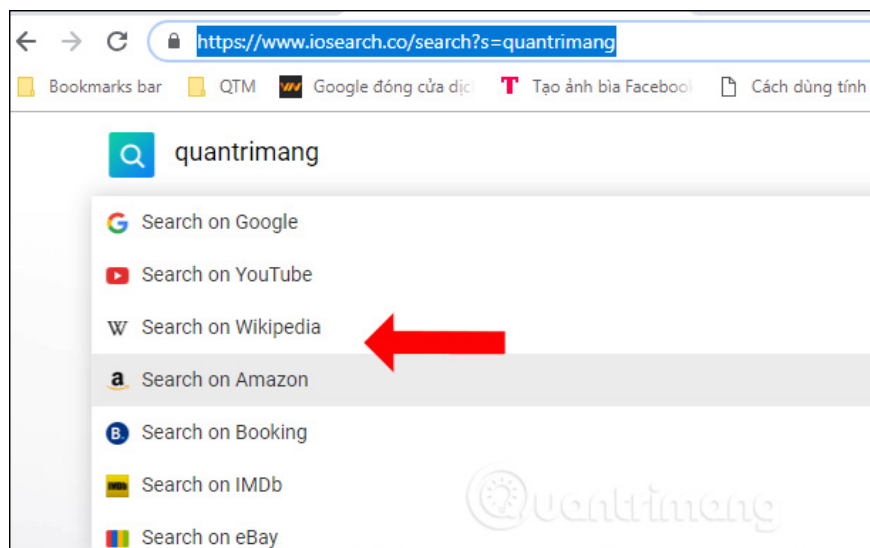 https://www.iosearch.co/search?s=quantrimang
Bookmarks bar QTM Google đóng cửa dịc Tạo ảnh bìa Faceboo Cách dùng tính
quantrimang
G Search on Google
Search on YouTube
W Search on Wikipedia
a Search on Amazon
B. Search on Booking
IMDb Search on IMDb
Search on eBay
Quantrimang